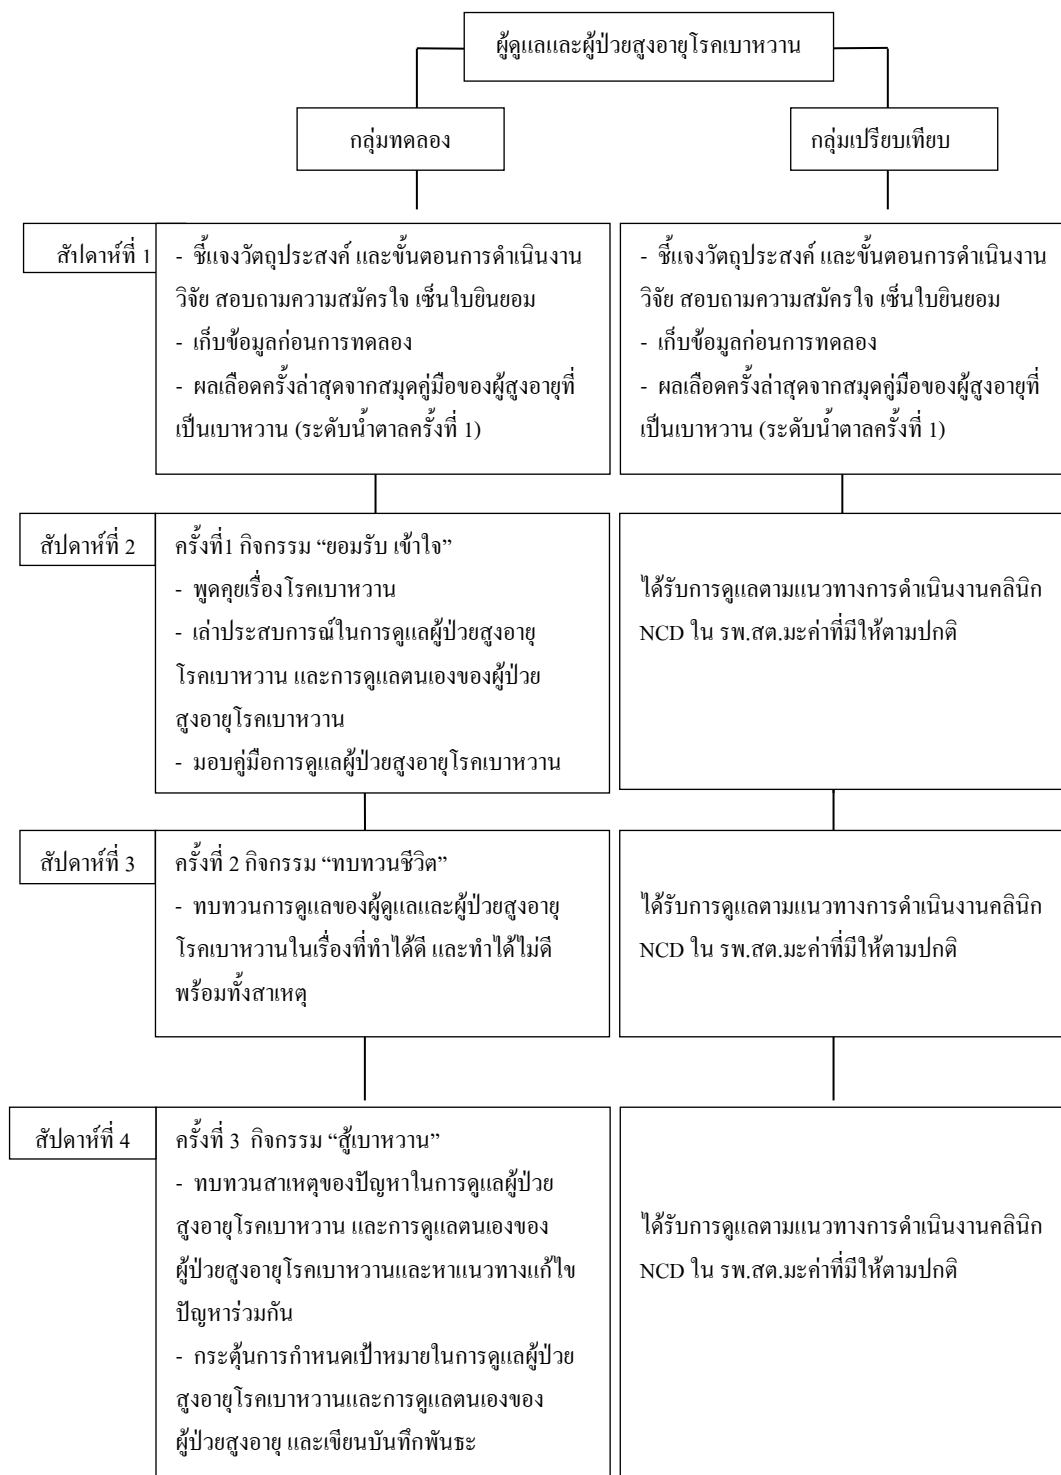 ผู้ดูแลและผู้ป่วยสูงอายุโรคเบาหวาน
กลุ่มทดลอง
กลุ่มเปรียบเทียบ
สัปดาห์ที่ 1
- ชี้แจงวัตถุประสงค์ และขั้นตอนการดำเนินงาน
วิจัย สอบถามความสมัครใจ เซ็นใบยินยอม
- เก็บข้อมูลก่อนการทดลอง
- ผลเลือดครั้งล่าสุดจากสมุดคู่มือของผู้สูงอายุที่
เป็นเบาหวาน (ระดับน้ำตาลครั้งที่ 1)
- ชี้แจงวัตถุประสงค์ และขั้นตอนการดำเนินงาน
วิจัย สอบถามความสมัครใจ เซ็นใบยินยอม
- เก็บข้อมูลก่อนการทดลอง
- ผลเลือดครั้งล่าสุดจากสมุดคู่มือของผู้สูงอายุที่
เป็นเบาหวาน (ระดับน้ำตาลครั้งที่ 1)
สัปดาห์ที่ 2
ครั้งที่1 กิจกรรม “ยอมรับ เข้าใจ”
- พูดคุยเรื่องโรคเบาหวาน
- เล่าประสบการณ์ในการดูแลผู้ป่วยสูงอายุ
โรคเบาหวาน และการดูแลตนเองของผู้ป่วย
สูงอายุโรคเบาหวาน
- มอบคู่มือการดูแลผู้ป่วยสูงอายุโรคเบาหวาน
ได้รับการดูแลตามแนวทางการดำเนินงานคลินิก
NCD ใน รพ.สต.มะค่าที่มีให้ตามปกติ
สัปดาห์ที่ 3
ครั้งที่ 2 กิจกรรม “ทบทวนชีวิต”
- ทบทวนการดูแลของผู้ดูแลและผู้ป่วยสูงอายุ
โรคเบาหวานในเรื่องที่ทำได้ดี และทำได้ไม่ดี
พร้อมทั้งสาเหตุ
ได้รับการดูแลตามแนวทางการดำเนินงานคลินิก
NCD ใน รพ.สต.มะค่าที่มีให้ตามปกติ
สัปดาห์ที่ 4
ครั้งที่ 3 กิจกรรม “สู้เบาหวาน”
- ทบทวนสาเหตุของปัญหาในการดูแลผู้ป่วย
สูงอายุโรคเบาหวาน และการดูแลตนเองของ
ผู้ป่วยสูงอายุโรคเบาหวานและหาแนวทางแก้ไข
ปัญหาร่วมกัน
- กระตุ้นการกำหนดเป้าหมายในการดูแลผู้ป่วย
สูงอายุโรคเบาหวานและการดูแลตนเองของ
ผู้ป่วยสูงอายุ และเขียนบันทึกพันธะ
ได้รับการดูแลตามแนวทางการดำเนินงานคลินิก
NCD ใน รพ.สต.มะค่าที่มีให้ตามปกติ